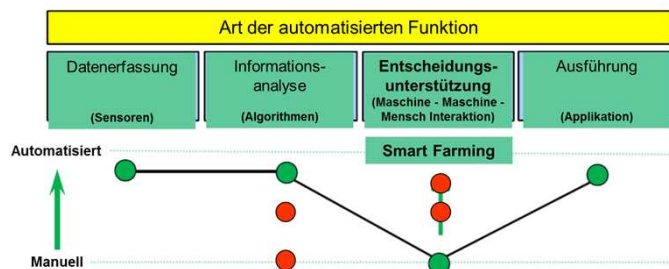 Art der automatisierten Funktion
Datenerfassung
(Sensoren)
Informations-
analyse
(Algorithmen)
Entscheidungs-
unterstützung
(Maschine - Maschine -
Mensch Interaktion)
Ausführung
(Applikation)
Automatisiert
Smart Farming
Manuell